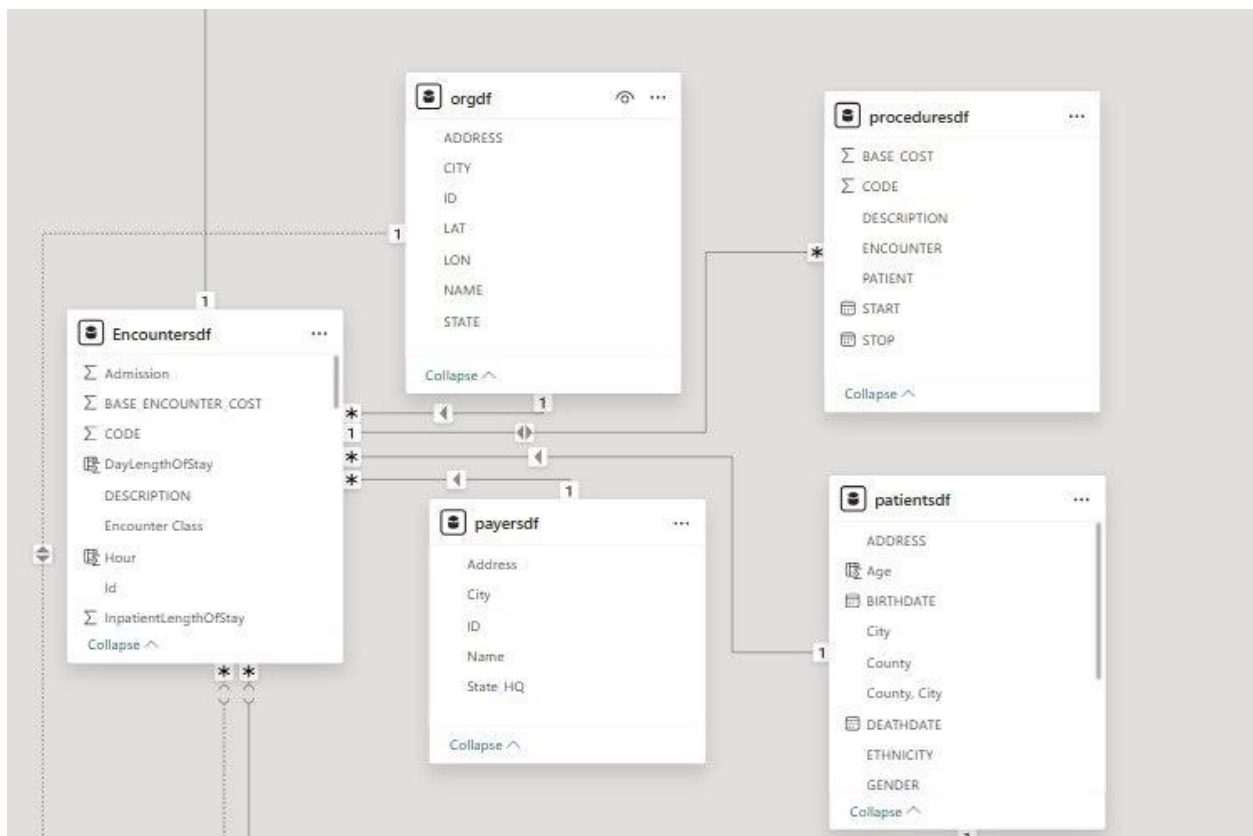 orgdf
ADDRESS
CITY
ID
LAT
LON
NAME
STATE
Collapse
proceduresdf
BASE_COST
CODE
DESCRIPTION
ENCOUNTER
PATIENT
START
STOP
Collapse
1
*
1
Encountersdf
Admission
BASE_ENCOUNTER_COST
CODE
DayLengthOfStay
DESCRIPTION
Encounter Class
Hour
Id
InpatientLengthOfStay
Collapse
*
1
*
*
1
1
* *
payersdf
Address
City
ID
Name
State_HQ
Collapse
1
patientsdf
ADDRESS
Age
BIRTHDATE
City
County
County, City
DEATHDATE
ETHNICITY
GENDER
Collapse
1